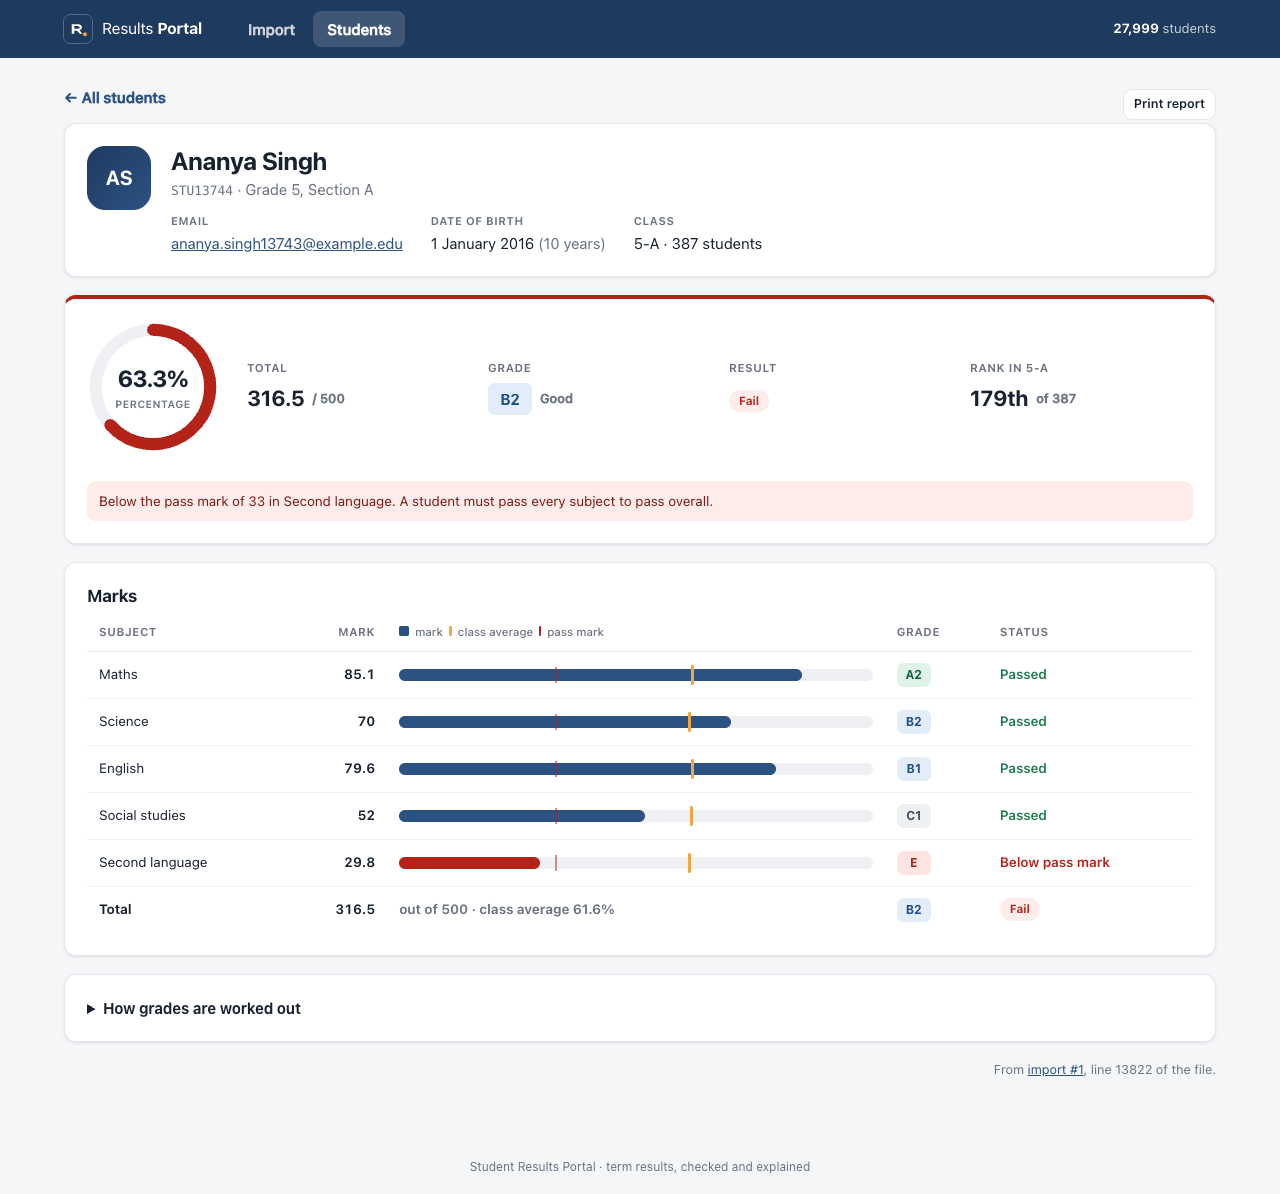 R. Results Portal Import Students 27,999 students
← All students
Print report
AS
Ananya Singh
STU13744 · Grade 5, Section A
EMAIL DATE OF BIRTH CLASS
ananya.singh13743@example.edu 1 January 2016 (10 years) 5-A · 387 students
63.3%
PERCENTAGE
TOTAL GRADE RESULT RANK IN 5-A
316.5 / 500 B2 Good Fail 179th of 387
Below the pass mark of 33 in Second language. A student must pass every subject to pass overall.
Marks
SUBJECT MARK mark class average pass mark GRADE STATUS
Maths 85.1 A2 Passed
Science 70 B2 Passed
English 79.6 B1 Passed
Social studies 52 C1 Passed
Second language 29.8 E Below pass mark
Total 316.5 out of 500 · class average 61.6% B2 Fail
▶ How grades are worked out
From import #1, line 13822 of the file.
Student Results Portal · term results, checked and explained